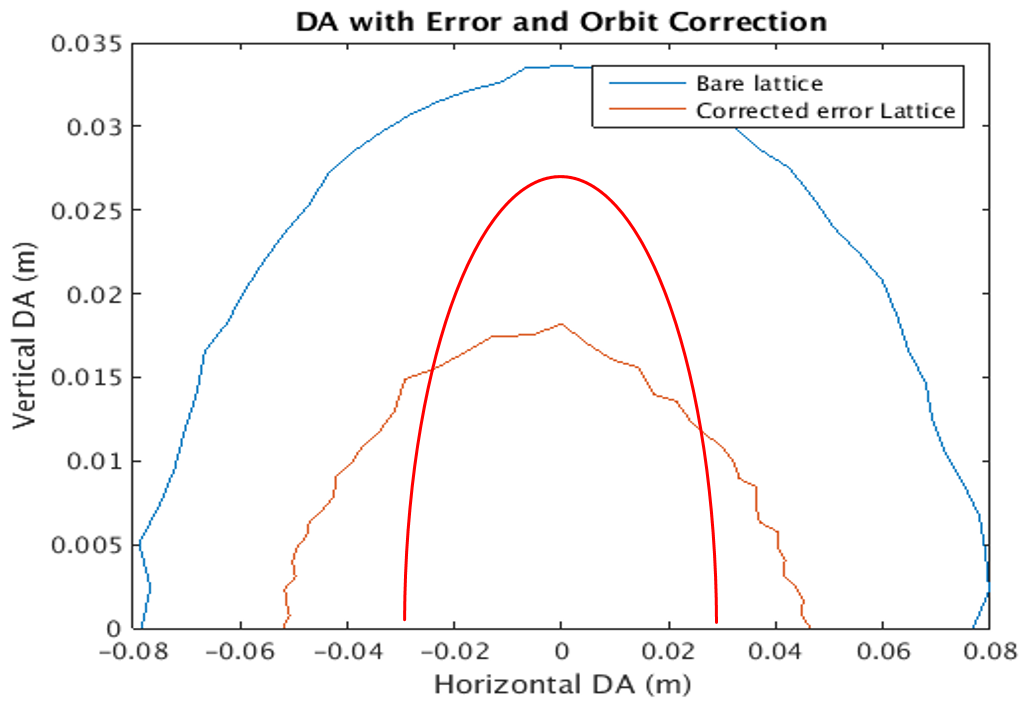 DA with Error and Orbit Correction
0.035
0.03
0.025
0.02
0.015
0.01
0.005
0
Vertical DA (m)
Bare lattice
Corrected error Lattice
−0.08 −0.06 −0.04 −0.02 0 0.02 0.04 0.06 0.08
Horizontal DA (m)